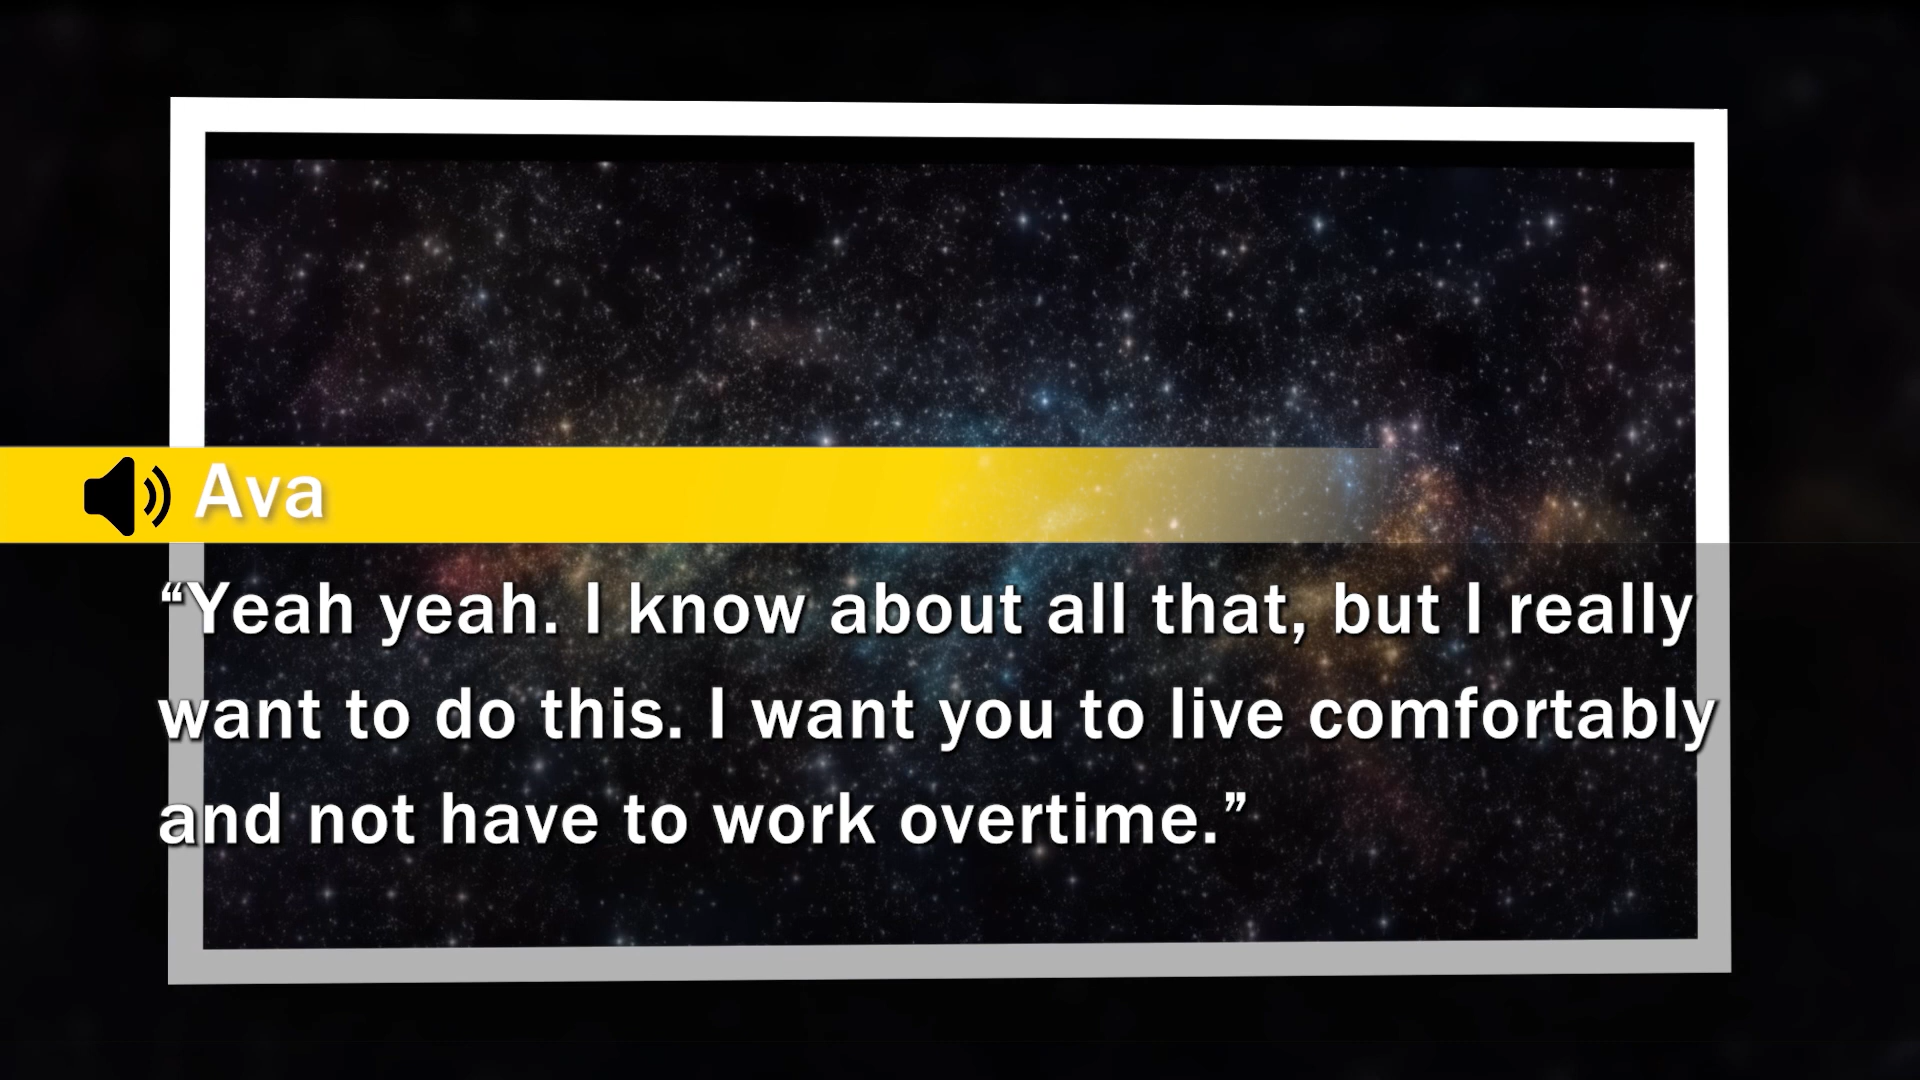 Ava
“Yeah yeah. I know about all that, but I really
want to do this. I want you to live comfortably
and not have to work overtime.”